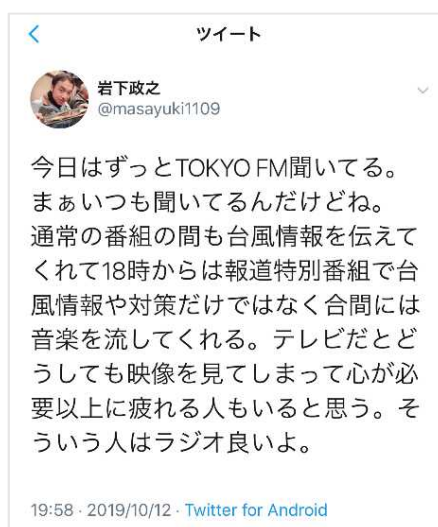 ツイート
岩下政之
@masayuki1109
今日はずっとTOKYO FM聞いてる。
まぁいつも聞いてるんだけどね。
通常の番組の間も台風情報を伝えて
くれて18時からは報道特別番組で台
風情報や対策だけではなく合間には
音楽を流してくれる。テレビだとど
うしても映像を見てしまって心が必
要以上に疲れる人もいると思う。そ
ういう人はラジオ良いよ。
19:58 · 2019/10/12 · Twitter for Android